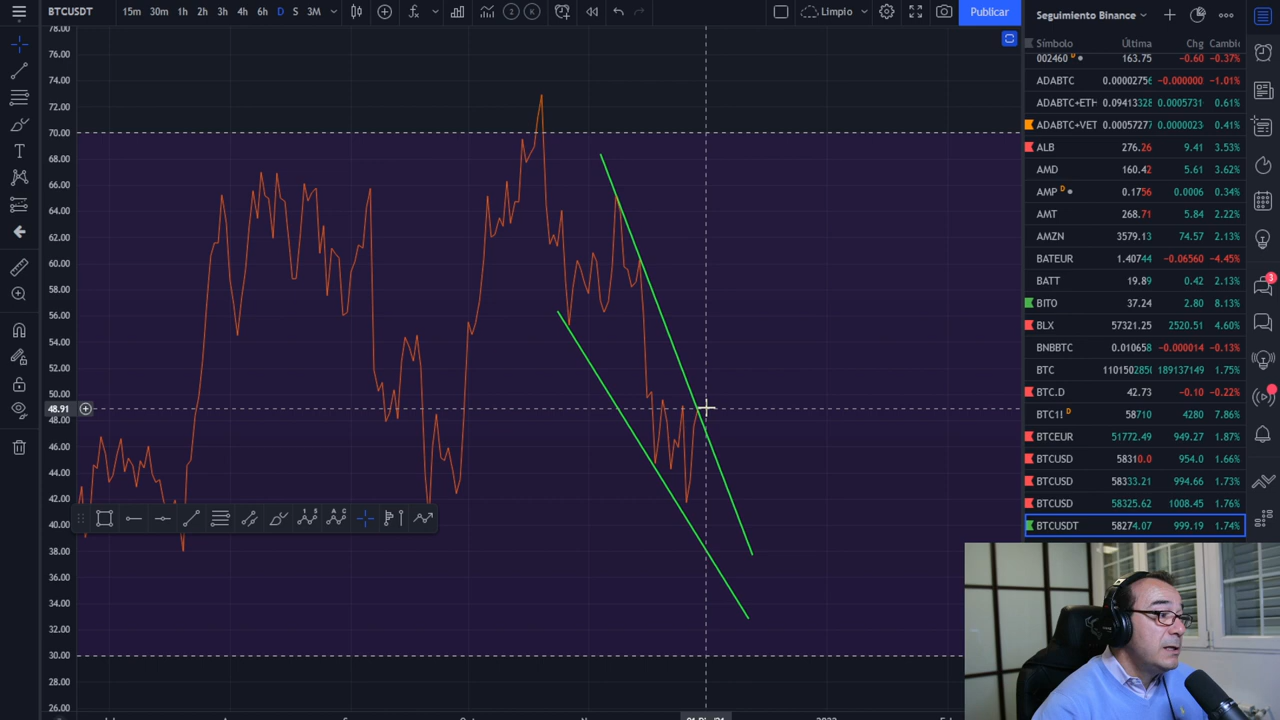 BTCUSDT 15m 30m 1h 2h 3h 4h 6h D S 3M Límpio Publicar
Seguimiento Binance
Símbolo Última Chg Cambio
002460 D 163.75 -0.60 -0.37%
ADABTC 0.00002756 -0.000000 -1.01%
ADABTC+ETH 0.09413328 0.0005731 0.61%
ADABTC+VET 0.0057277 0.0000023 0.41%
ALB 276.26 9.41 3.53%
AMD 160.42 5.61 3.62%
AMP D 0.1756 0.0006 0.34%
AMT 268.71 5.84 2.22%
AMZN 3579.13 74.57 2.13%
BATEUR 1.40744 -0.06560 -4.45%
BATT 19.89 0.42 2.13%
BITO 37.24 2.80 8.13%
BLX 57321.25 2520.51 4.60%
BNBBTC 0.010658 -0.000014 -0.13%
BTC 1101502850 189137149 1.75%
BTC.D 42.73 -0.10 -0.22%
BTC1! D 58710 4280 7.86%
BTCEUR 51772.49 949.27 1.87%
BTCUSD 58310.0 954.0 1.66%
BTCUSD 58333.21 994.66 1.73%
BTCUSD 58325.62 1008.45 1.76%
BTCUSDT 58274.07 999.19 1.74%
78.00
76.00
74.00
72.00
70.00
68.00
66.00
64.00
62.00
60.00
58.00
56.00
54.00
52.00
50.00
48.91
48.00
46.00
44.00
42.00
40.00
38.00
36.00
34.00
32.00
30.00
28.00
26.00